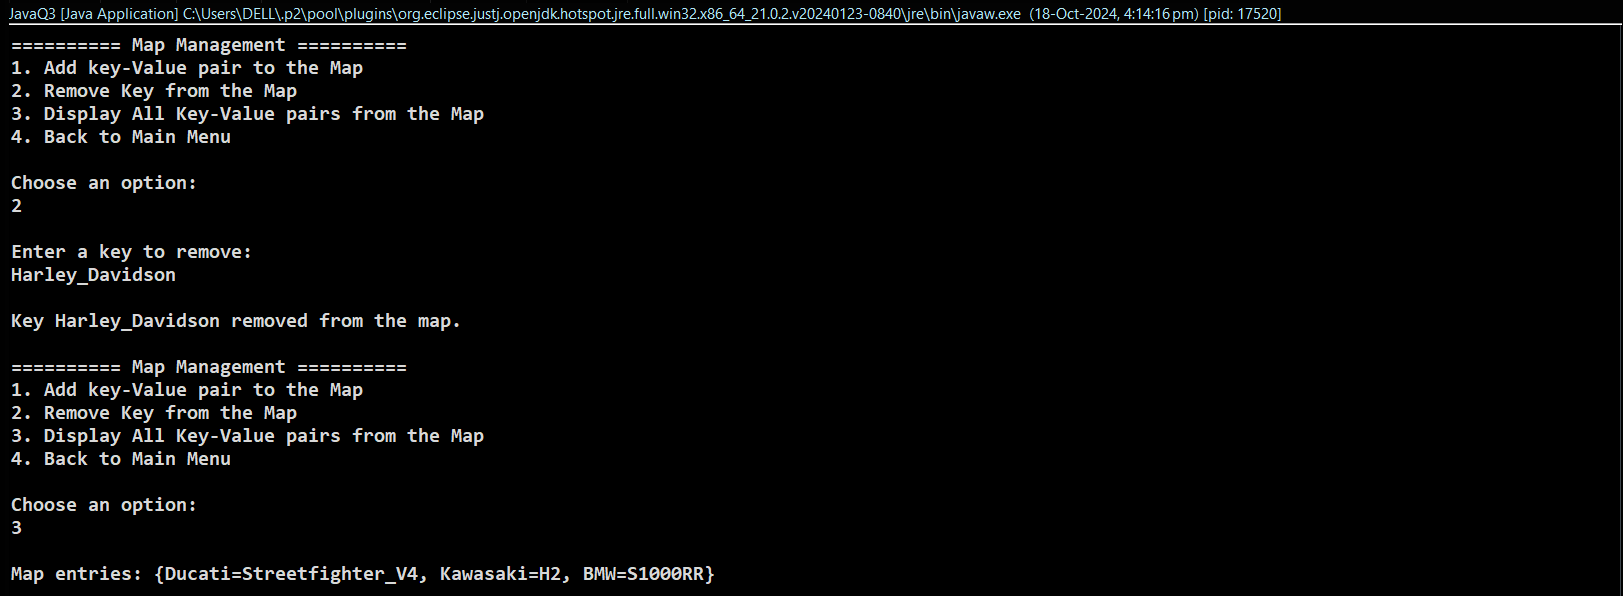 JavaQ3 [Java Application] C:\Users\DELL\.p2\pool\plugins\org.eclipse.justj.openjdk.hotspot.jre.full.win32.x86_64_21.0.2.v20240123-0840\jre\bin\javaw.exe (18-Oct-2024, 4:14:16 pm) [pid: 17520]
========== Map Management ==========
1. Add key-Value pair to the Map
2. Remove Key from the Map
3. Display All Key-Value pairs from the Map
4. Back to Main Menu
Choose an option:
2
Enter a key to remove:
Harley_Davidson
Key Harley_Davidson removed from the map.
========== Map Management ==========
1. Add key-Value pair to the Map
2. Remove Key from the Map
3. Display All Key-Value pairs from the Map
4. Back to Main Menu
Choose an option:
3
Map entries: {Ducati=Streetfighter_V4, Kawasaki=H2, BMW=S1000RR}